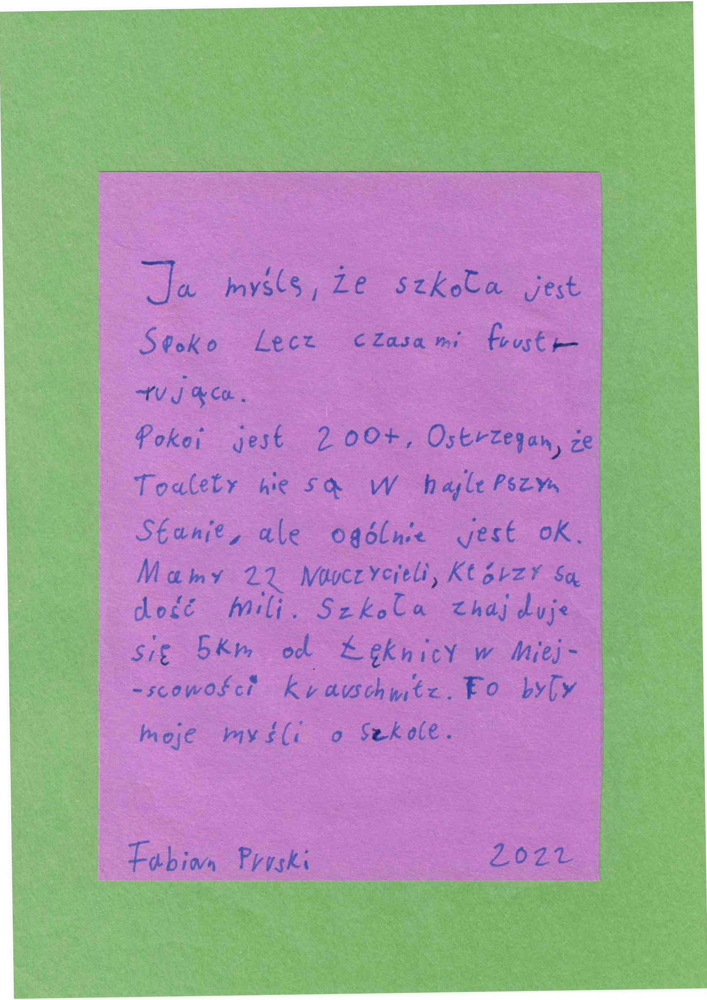 Ja myślę, że szkoła jest
Spoko Lecz czasami frustr-
-rująca.
Pokoi jest 200+. Ostrzegam, że
Toalety nie są w najlepszym
Stanie, ale ogólnie jest ok.
Mamy 22 Nauczycieli, Którzy są
dość mili. Szkoła znajduje
się 5km od Łęknicy w Miej-
-scowości Krauschwitz. To były
moje myśli o szkole.
Fabian Pruski 2022